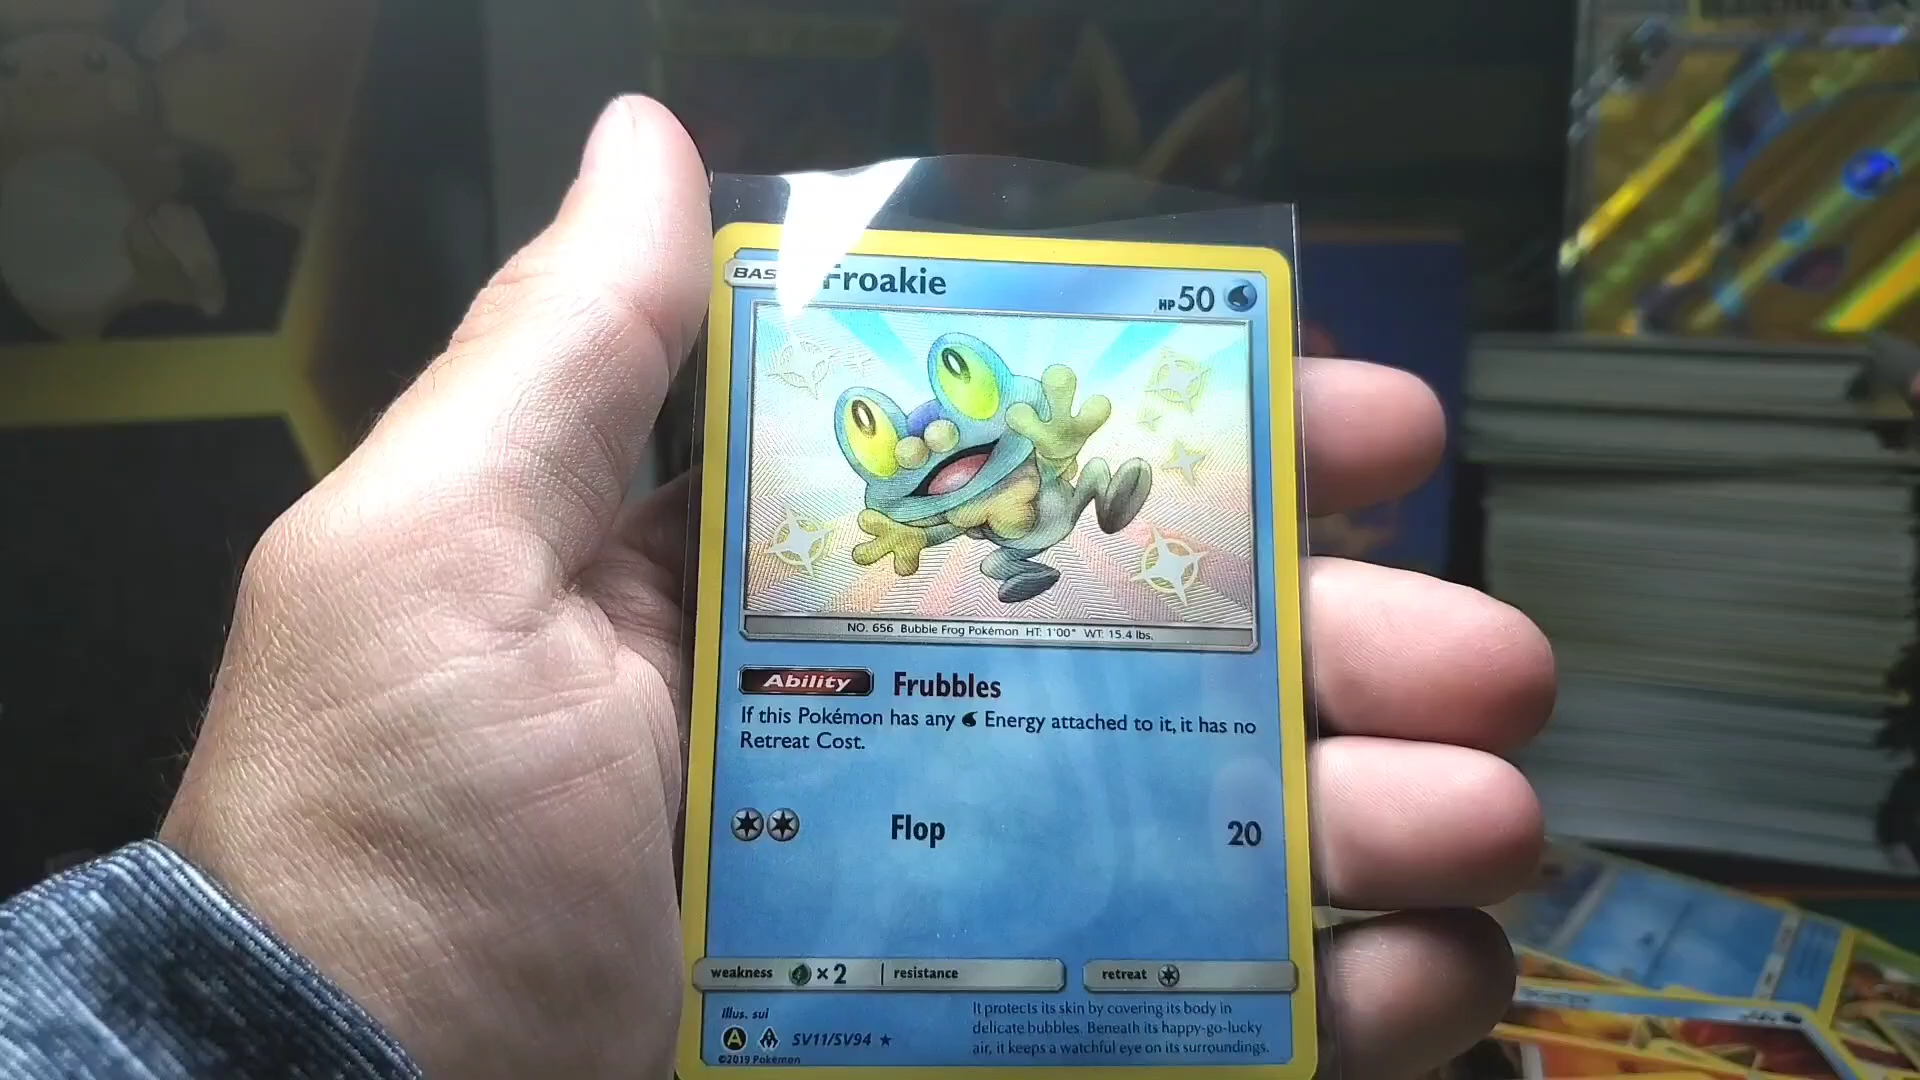 BAS
Froakie
HP 50
NO. 656 Bubble Frog Pokémon HT: 1'00" WT: 15.4 lbs.
Ability Frubbles
If this Pokémon has any Energy attached to it, it has no
Retreat Cost.
Flop 20
weakness ×2 resistance retreat
Illus. sui
A SV11/SV94
©2019 Pokémon
It protects its skin by covering its body in
delicate bubbles. Beneath its happy-go-lucky
air, it keeps a watchful eye on its surroundings.